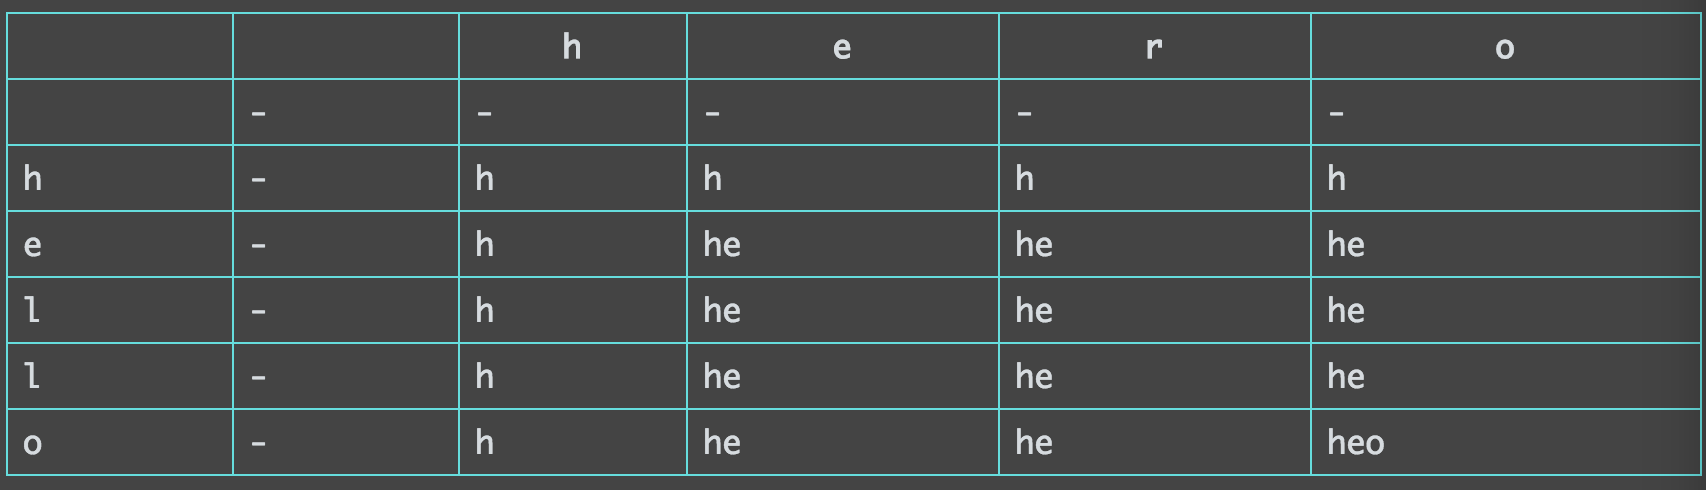 h e r o
- - - - -
h - h h h h
e - h he he he
l - h he he he
l - h he he he
o - h he he heo